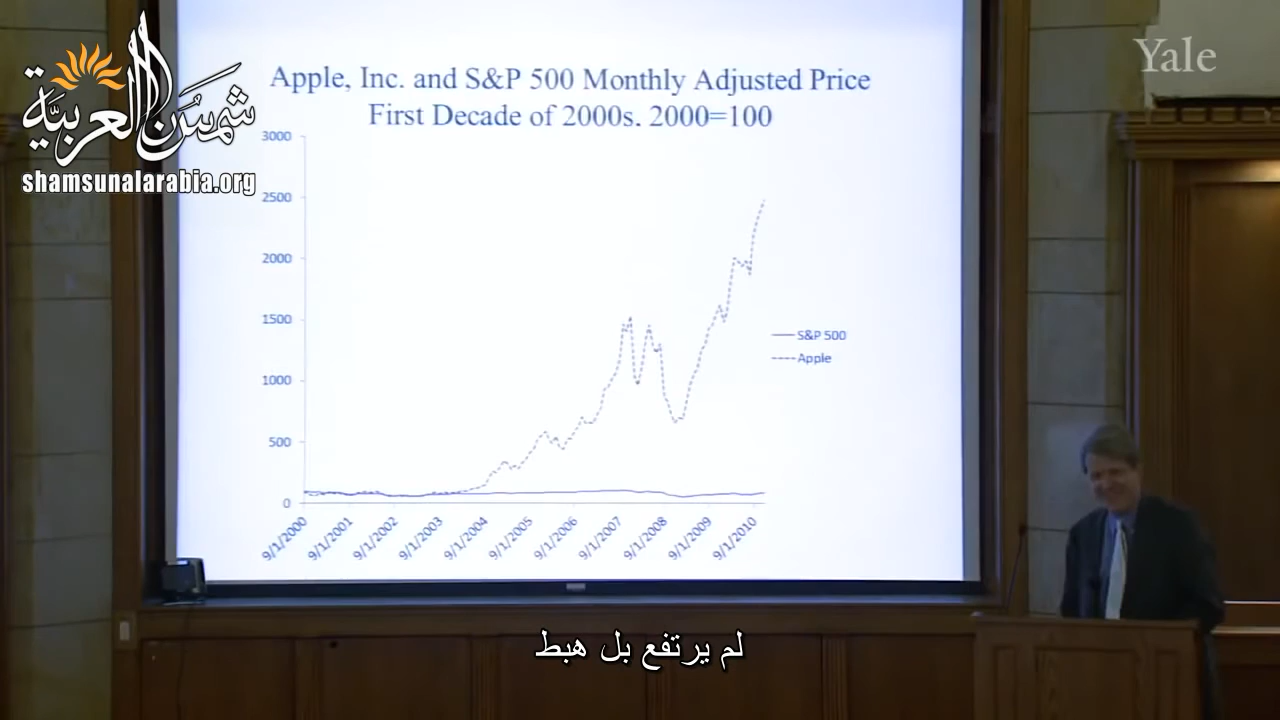 شمس العربية
shamsunalarabia.org
Yale
Apple, Inc. and S&P 500 Monthly Adjusted Price
First Decade of 2000s. 2000=100
3000
2500
2000
1500
1000
500
0
9/1/2000
9/1/2001
9/1/2002
9/1/2003
9/1/2004
9/1/2005
9/1/2006
9/1/2007
9/1/2008
9/1/2009
9/1/2010
S&P 500
Apple
لم يرتفع بل هبط